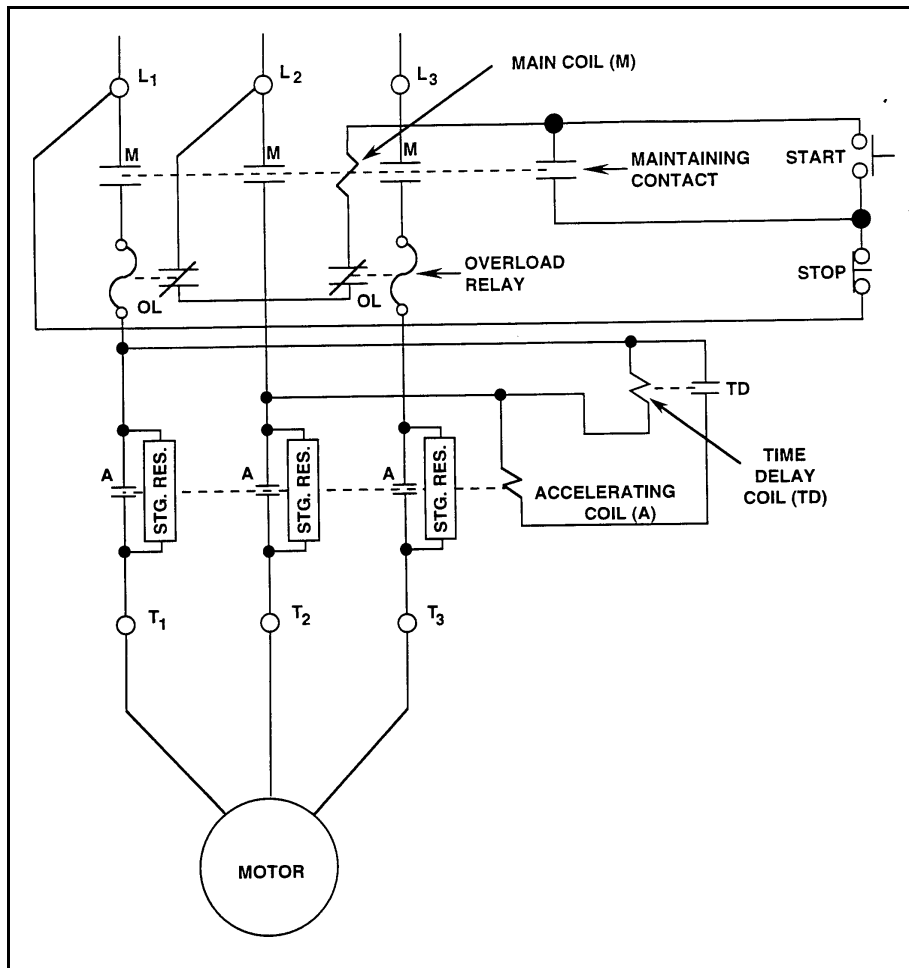 L1
L2
L3
MAIN COIL (M)
M
M
M
MAINTAINING
CONTACT
START
OVERLOAD
RELAY
STOP
OL
OL
TD
TIME
DELAY
COIL (TD)
A
STG. RES.
A
STG. RES.
A
STG. RES.
ACCELERATING
COIL (A)
T1
T2
T3
MOTOR